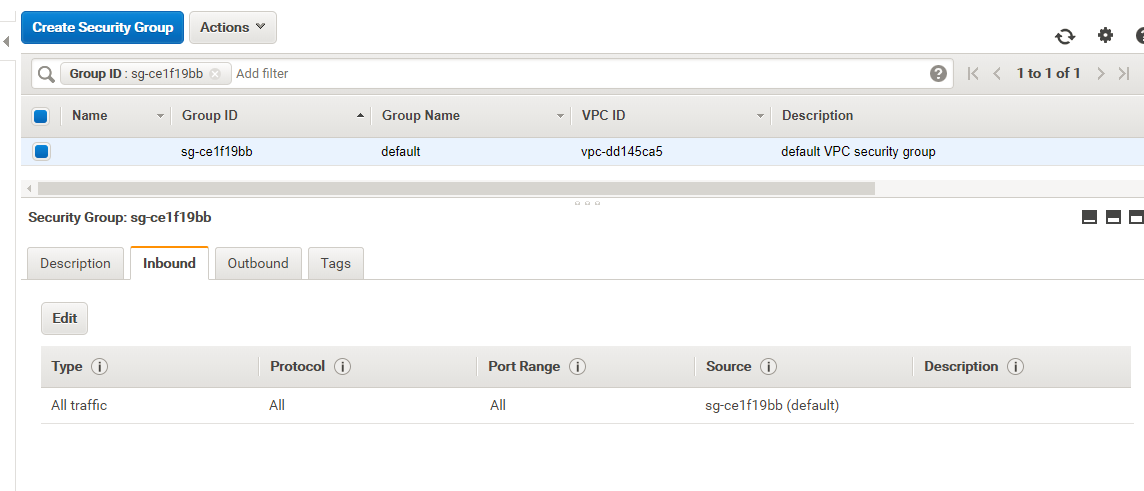 Create Security Group Actions
Group ID : sg-ce1f19bb Add filter 1 to 1 of 1
Name Group ID Group Name VPC ID Description
sg-ce1f19bb default vpc-dd145ca5 default VPC security group
Security Group: sg-ce1f19bb
Description Inbound Outbound Tags
Edit
Type Protocol Port Range Source Description
All traffic All All sg-ce1f19bb (default)